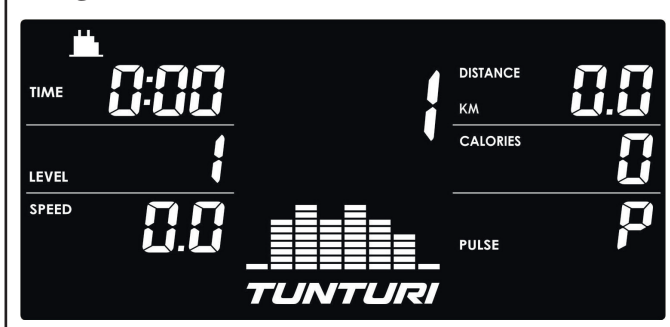 TIME 0:00
LEVEL 1
SPEED 0.0
1
DISTANCE 0.0
KM
CALORIES 0
PULSE P
TUNTURI